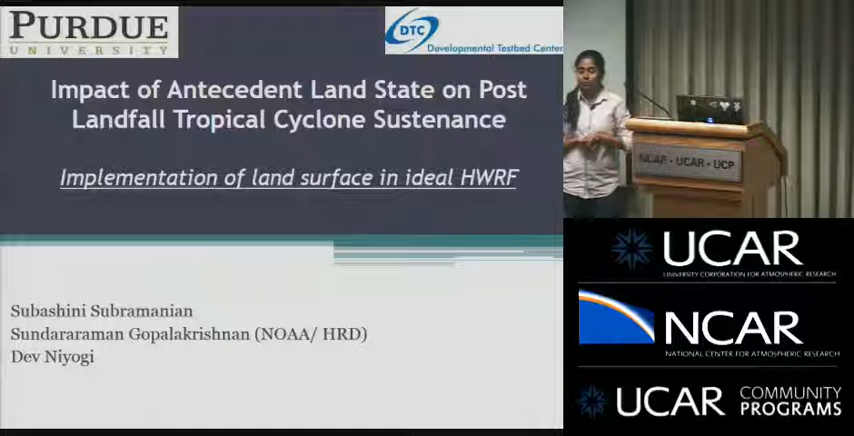 PURDUE
UNIVERSITY
DTC
Developmental Testbed Center
Impact of Antecedent Land State on Post
Landfall Tropical Cyclone Sustenance
Implementation of land surface in ideal HWRF
Subashini Subramanian
Sundararaman Gopalakrishnan (NOAA/ HRD)
Dev Niyogi
NCAR • UCAR • UCP
UCAR
UNIVERSITY CORPORATION FOR ATMOSPHERIC RESEARCH
NCAR
NATIONAL CENTER FOR ATMOSPHERIC RESEARCH
UCAR COMMUNITY
PROGRAMS